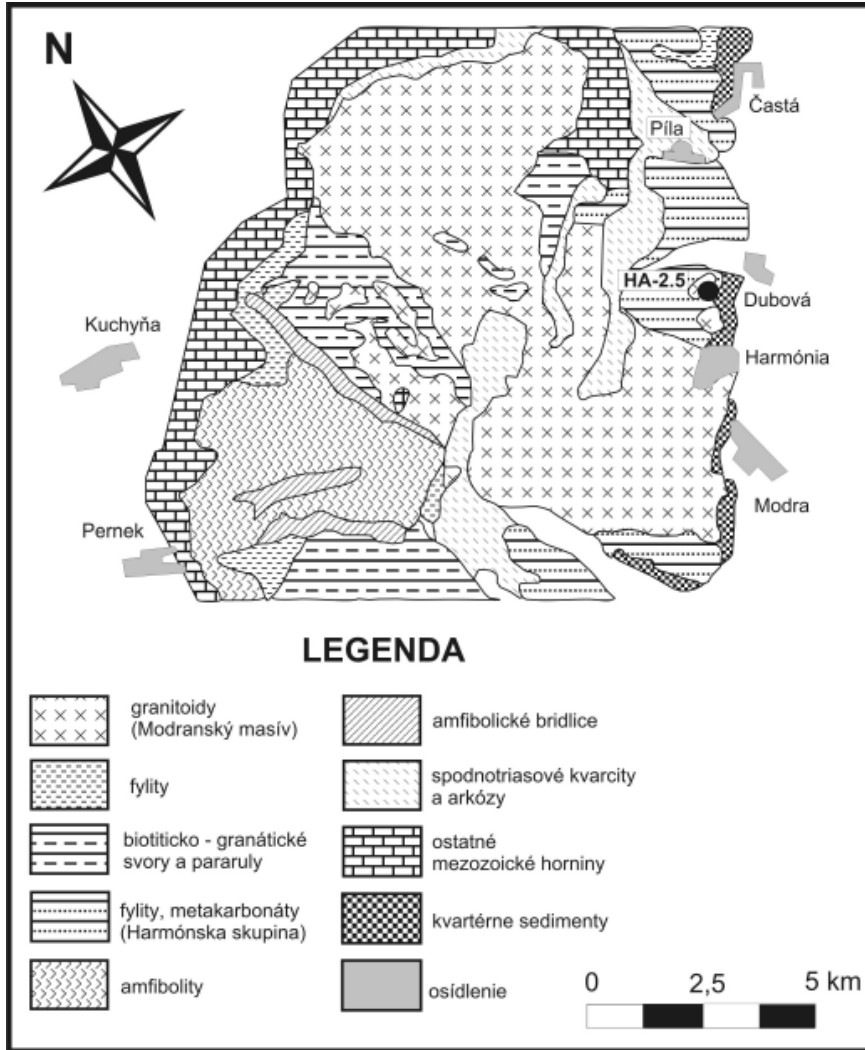 N
Častá
Píla
HA-2.5
Dubová
Kuchyňa
Harmónia
Modra
Pernek
LEGENDA
granitoidy
(Modranský masív)
fylity
biotiticko - granátické
svory a pararuly
fylity, metakarbonáty
(Harmónska skupina)
amfibolity
amfibolické bridlice
spodnotriasové kvarcity
a arkózy
ostatné
mezozoické horniny
kvartérne sedimenty
osídlenie
0 2,5 5 km